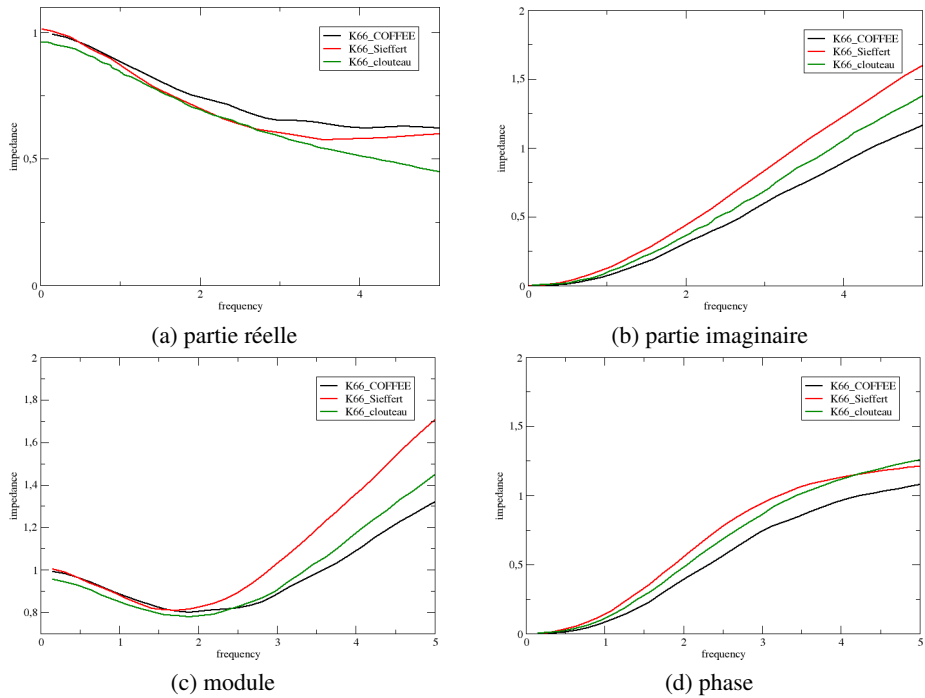 K66_COFFEE
K66_Sieffert
K66_clouteau
impedance
1
0,5
0
0
2
4
frequency
(a) partie réelle
K66_COFFEE
K66_Sieffert
K66_clouteau
impedance
2
1,5
1
0,5
0
0
2
4
frequency
(b) partie imaginaire
K66_COFFEE
K66_Sieffert
K66_clouteau
impedance
2
1,8
1,6
1,4
1,2
1
0,8
0
1
2
3
4
5
frequency
(c) module
K66_COFFEE
K66_Sieffert
K66_clouteau
impedance
2
1,5
1
0,5
0
0
1
2
3
4
5
frequency
(d) phase